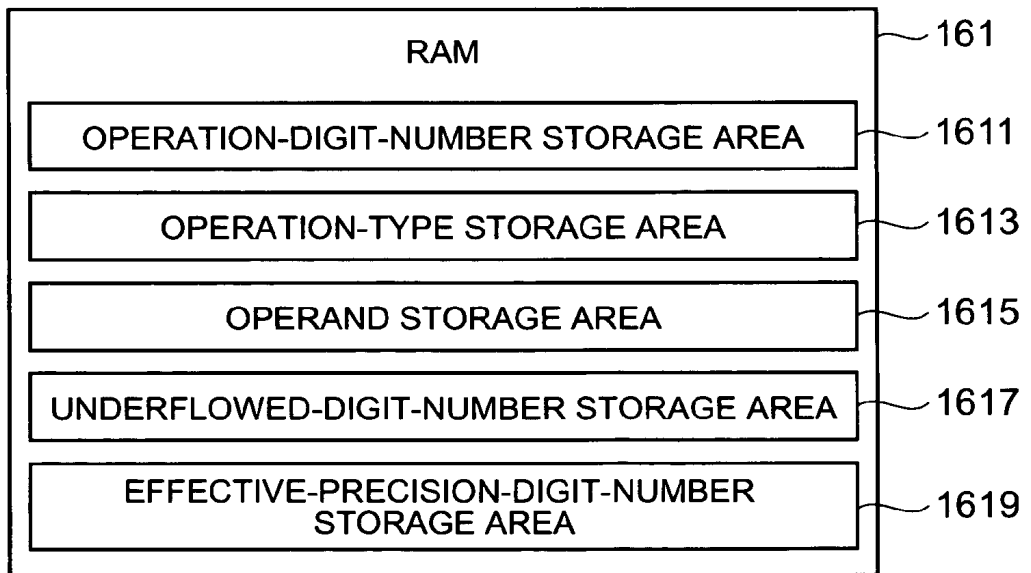 RAM
161
OPERATION-DIGIT-NUMBER STORAGE AREA
1611
OPERATION-TYPE STORAGE AREA
1613
OPERAND STORAGE AREA
1615
UNDERFLOWED-DIGIT-NUMBER STORAGE AREA
1617
EFFECTIVE-PRECISION-DIGIT-NUMBER
STORAGE AREA
1619